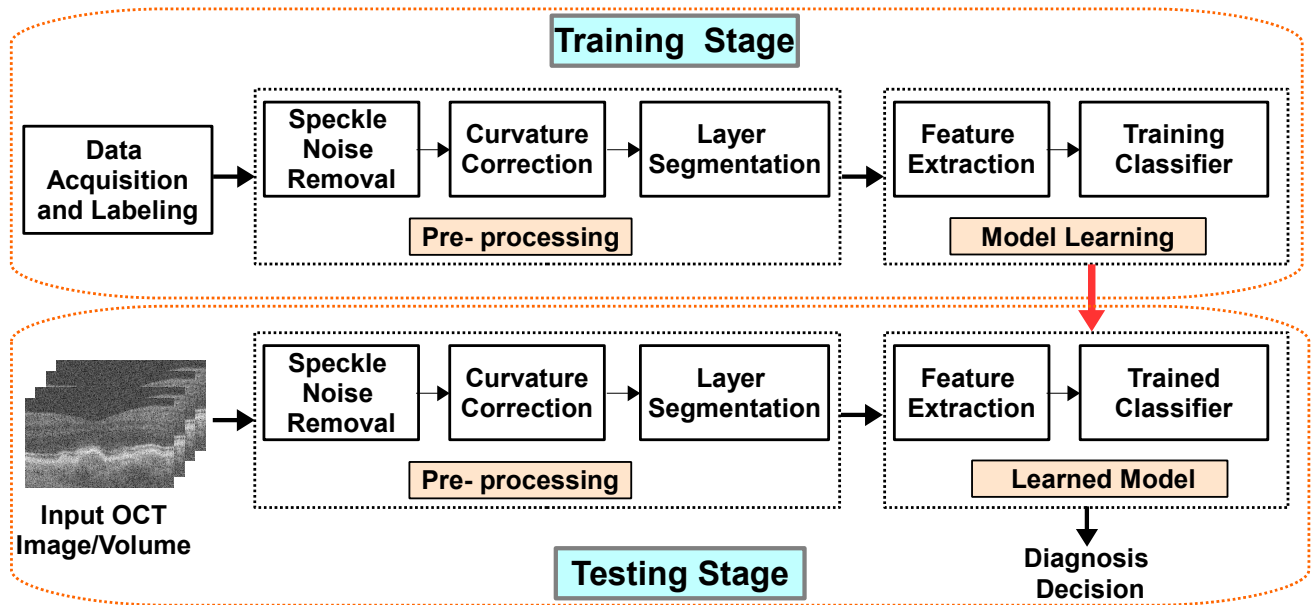 Training Stage
Data
Acquisition
and Labeling
Speckle
Noise
Removal
Curvature
Correction
Layer
Segmentation
Pre- processing
Feature
Extraction
Training
Classifier
Model Learning
Input OCT
Image/Volume
Speckle
Noise
Removal
Curvature
Correction
Layer
Segmentation
Pre- processing
Feature
Extraction
Trained
Classifier
Learned Model
Diagnosis
Decision
Testing Stage